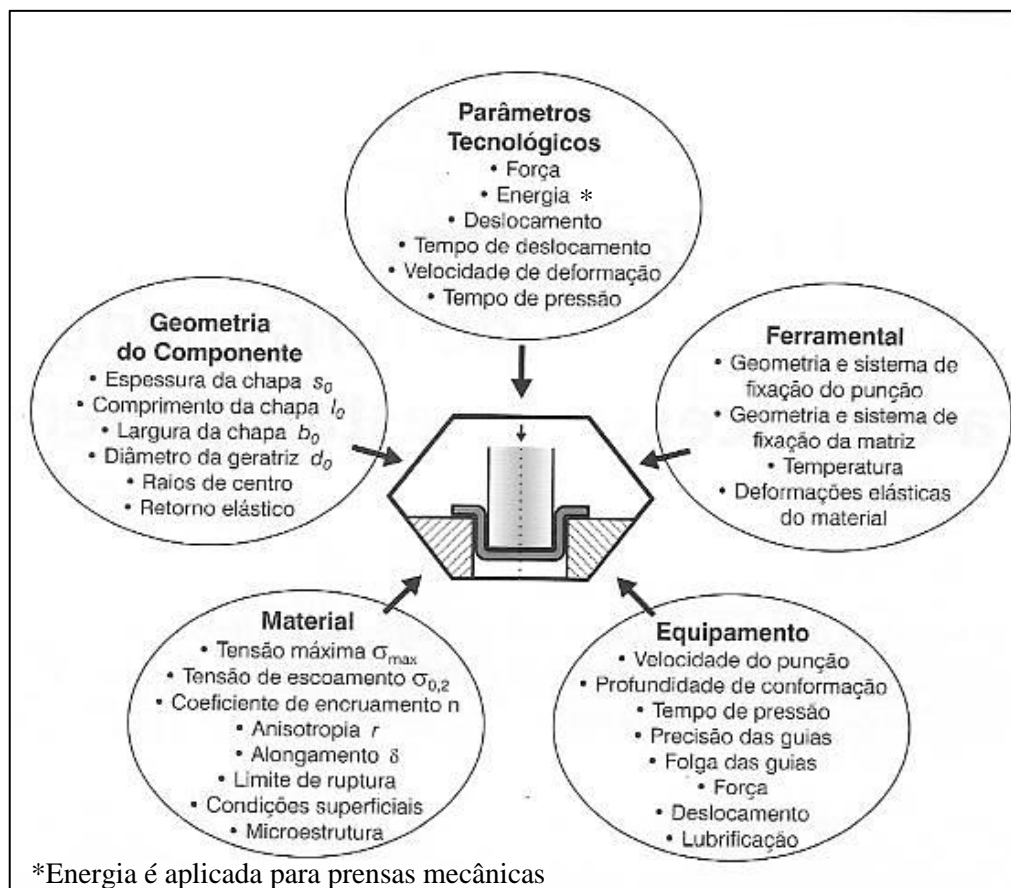 Parâmetros
Tecnológicos
• Força
• Energia *
• Deslocamento
• Tempo de deslocamento
• Velocidade de deformação
• Tempo de pressão
Geometria
do Componente
• Espessura da chapa s₀
• Comprimento da chapa l₀
• Largura da chapa b₀
• Diâmetro da geratriz d₀
• Raios de centro
• Retorno elástico
Ferramental
• Geometria e sistema de
fixação do punção
• Geometria e sistema de
fixação da matriz
• Temperatura
• Deformações elásticas
do material
Material
• Tensão máxima σmax
• Tensão de escoamento σ0,2
• Coeficiente de encruamento n
• Anisotropia r
• Alongamento δ
• Limite de ruptura
• Condições superficiais
• Microestrutura
Equipamento
• Velocidade do punção
• Profundidade de conformação
• Tempo de pressão
• Precisão das guias
• Folga das guias
• Força
• Deslocamento
• Lubrificação
*Energia é aplicada para prensas mecânicas